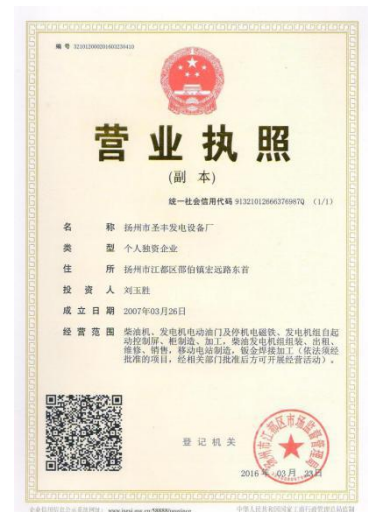 编 号 321012000201603230410
营业执照
(副 本)
统一社会信用代码 91321012666376987Q (1/1)
名 称 扬州市圣丰发电设备厂
类 型 个人独资企业
住 所 扬州市江都区邵伯镇宏远路东首
投 资 人 刘玉胜
成 立 日 期 2007年03月26日
经 营 范 围 柴油机、发电机电动油门及停机电磁铁、发电机组自起
动控制屏、柜制造、加工，柴油发电机组组装、出租、
维修、销售，移动电站制造，钣金焊接加工（依法须经
批准的项目，经相关部门批准后方可开展经营活动）。
登 记 机 关
2016 年 03 月 23日